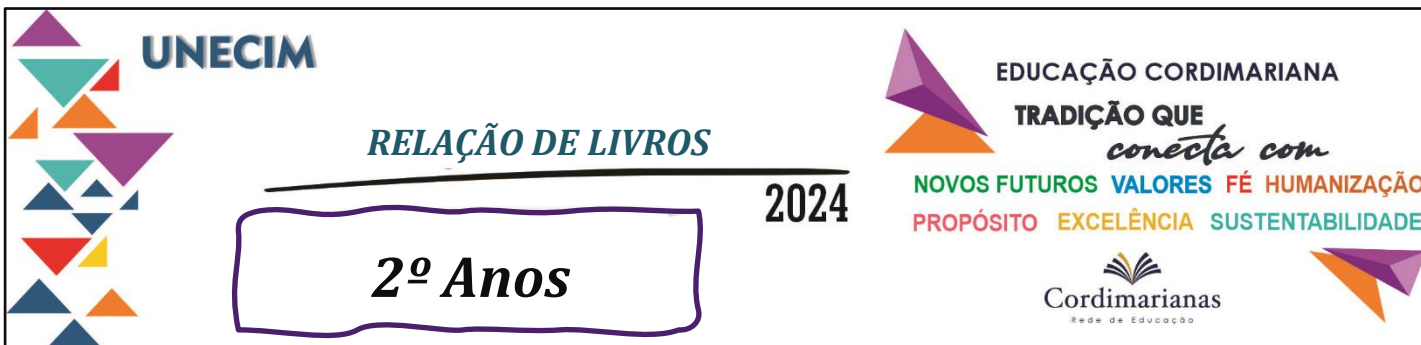 UNECIM
RELAÇÃO DE LIVROS
2024
2º Anos
EDUCAÇÃO CORDIMARIANA
TRADIÇÃO QUE
conecta com
NOVOS FUTUROS VALORES FÉ HUMANIZAÇÃO
PROPÓSITO EXCELÊNCIA SUSTENTABILIDADE
Cordimarianas
Rede de Educação